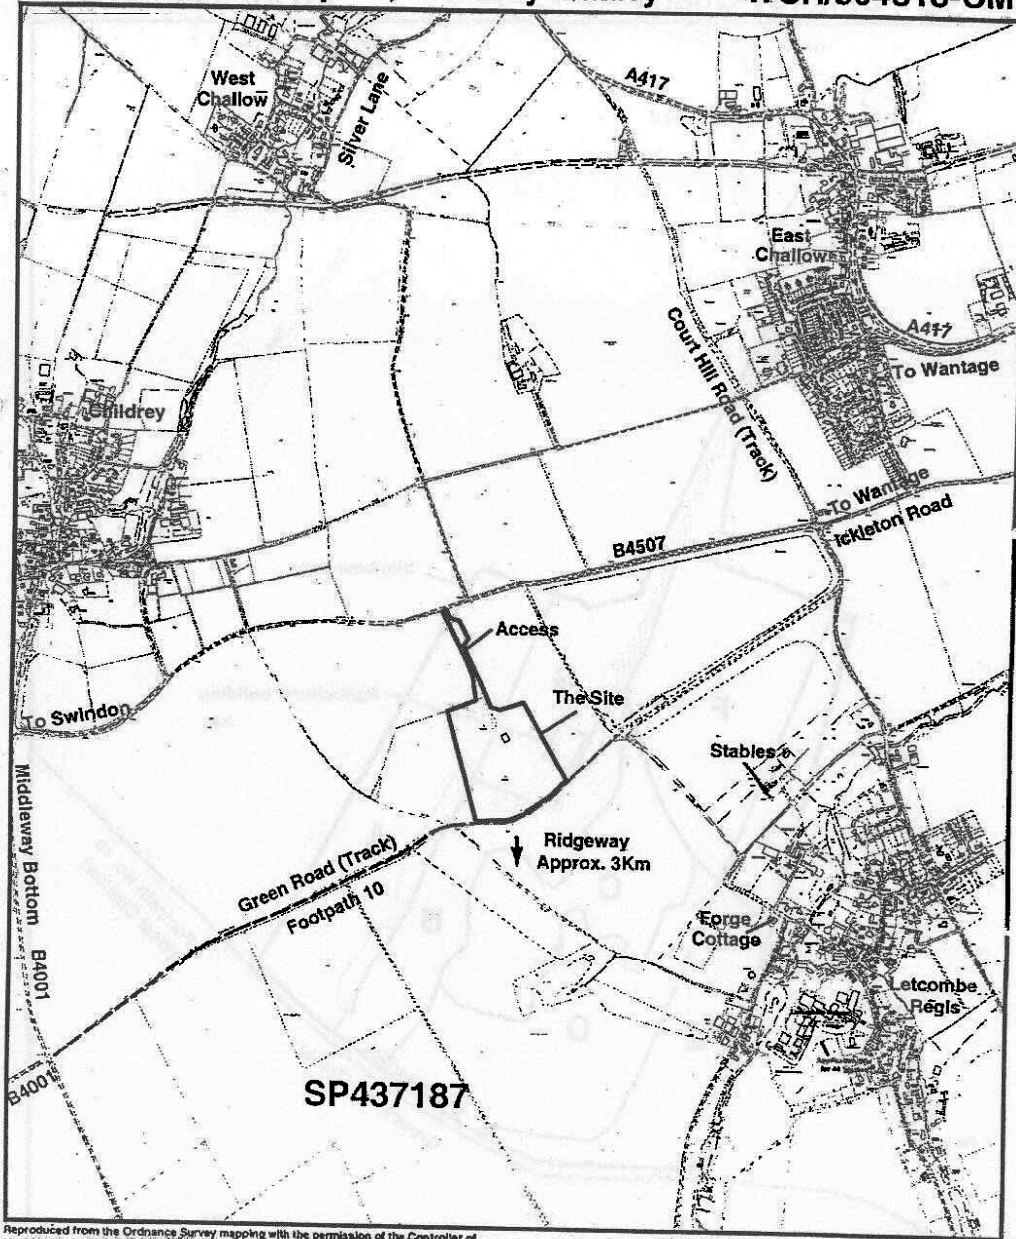 West
Challow
Silver Lane
A417
East
Challow
A417
To Wantage
Court Hill Road (Track)
Childrey
To Wantage
Ickleton Road
B4507
Access
The Site
To Swindon
Stables
Middleway Bottom B4001
Ridgeway
Approx. 3Km
Green Road (Track)
Footpath 10
Forge
Cottage
Letcombe
Regis
B4001
SP437187
Reproduced from the Ordnance Survey mapping with the permission of the Controller of